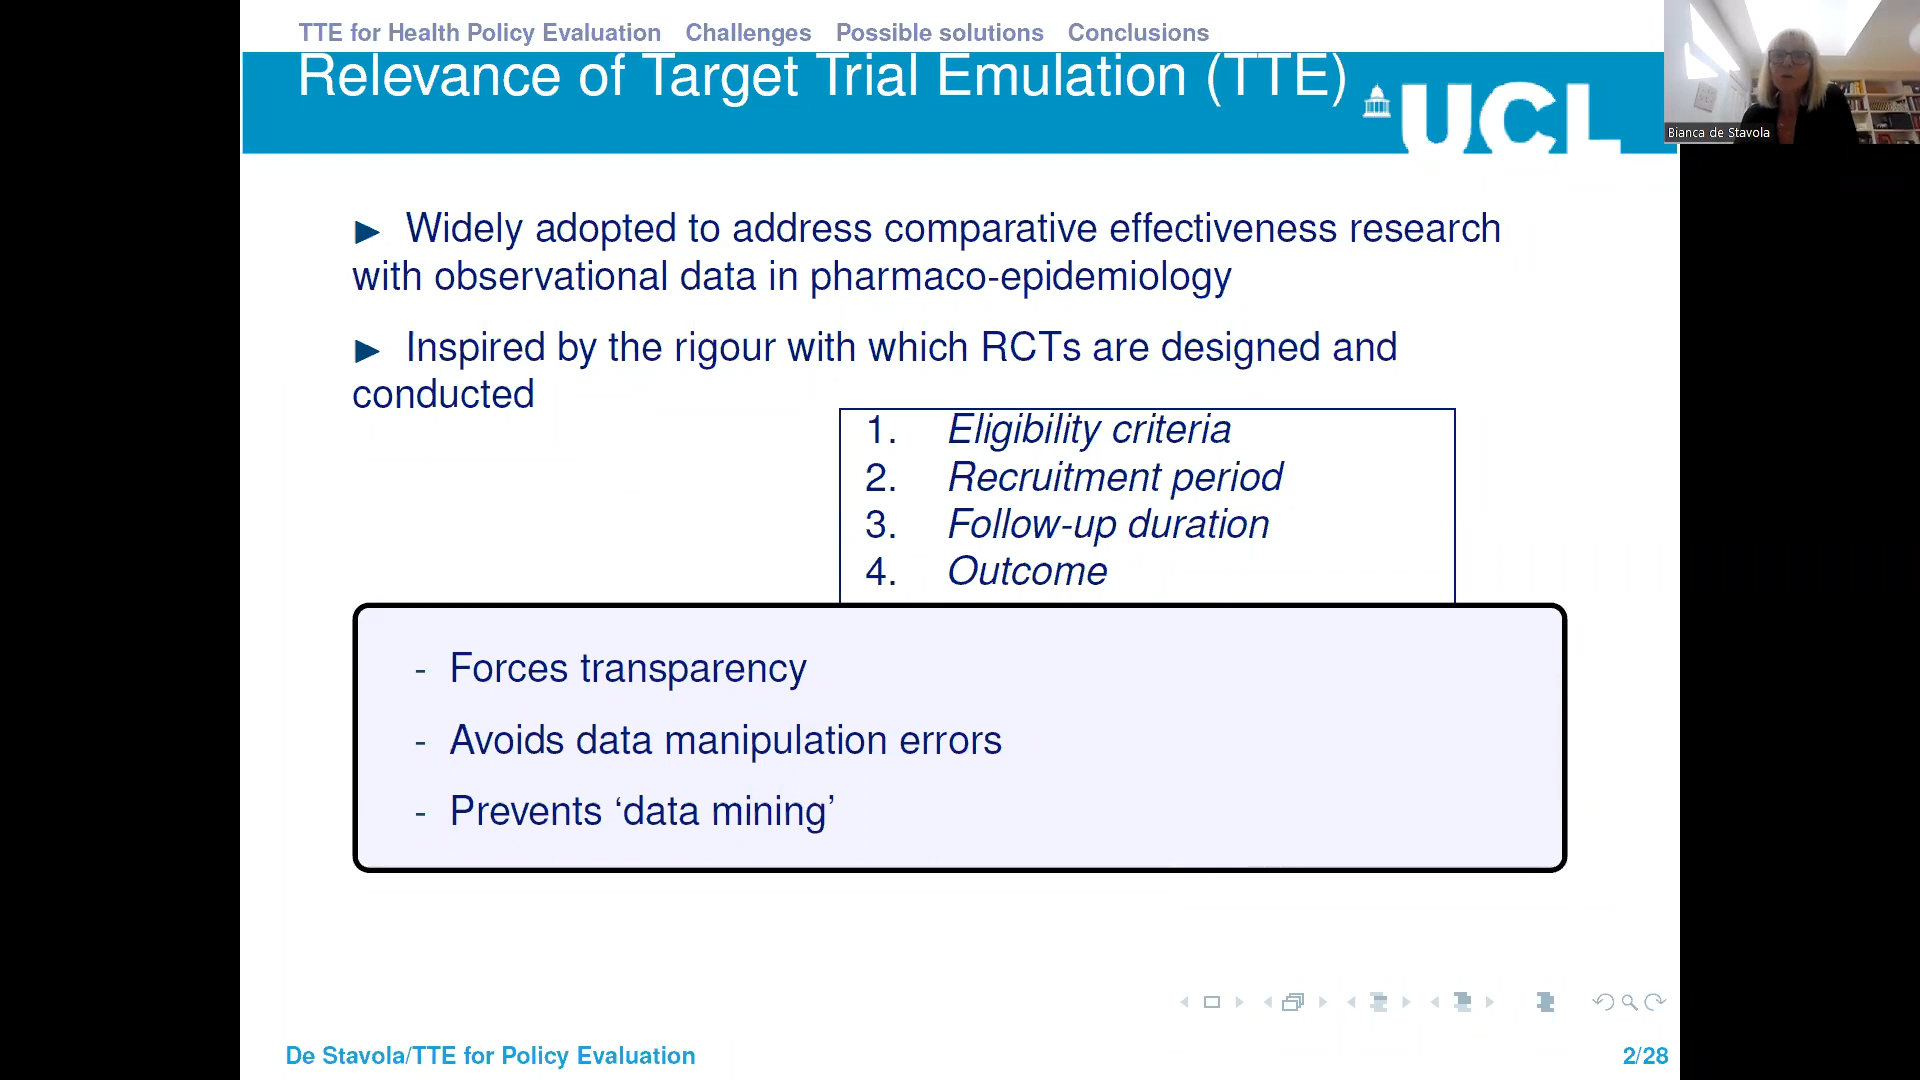 TTE for Health Policy Evaluation Challenges Possible solutions Conclusions
Relevance of Target Trial Emulation (TTE)
UCL
Bianca de Stavola
► Widely adopted to address comparative effectiveness research
with observational data in pharmaco-epidemiology
► Inspired by the rigour with which RCTs are designed and
conducted
1. Eligibility criteria
2. Recruitment period
3. Follow-up duration
4. Outcome
- Forces transparency
- Avoids data manipulation errors
- Prevents ‘data mining’
De Stavola/TTE for Policy Evaluation
2/28